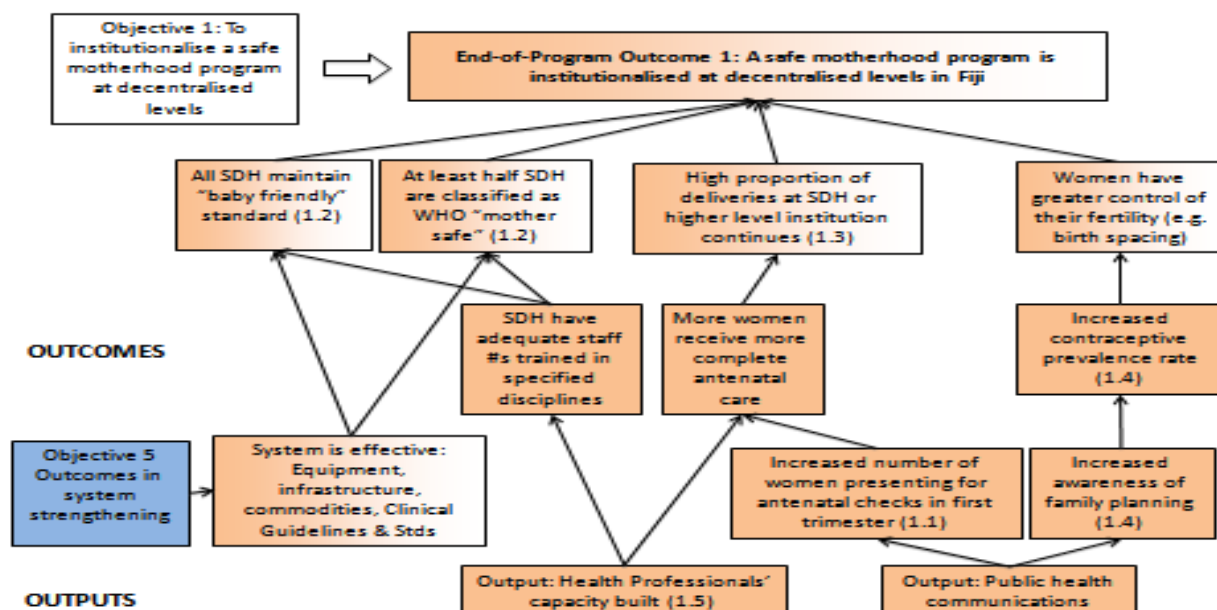 Objective 1: To
institutionalise a safe
motherhood program
at decentralised
levels
End-of-Program Outcome 1: A safe motherhood program is
institutionalised at decentralised levels in Fiji
All SDH maintain
"baby friendly"
standard (1.2)
At least half SDH
are classified as
WHO "mother
safe" (1.2)
High proportion of
deliveries at SDH or
higher level institution
continues (1.3)
Women have
greater control of
their fertility (e.g.
birth spacing)
OUTCOMES
SDH have
adequate staff
#s trained in
specified
disciplines
More women
receive more
complete
antenatal
care
Increased
contraceptive
prevalence rate
(1.4)
Objective 5
Outcomes in
system
strengthening
System is effective:
Equipment,
infrastructure,
commodities, Clinical
Guidelines & Stds
Increased number of
women presenting for
antenatal checks in first
trimester (1.1)
Increased
awareness of
family planning
(1.4)
OUTPUTS
Output: Health Professionals'
capacity built (1.5)
Output: Public health
communications